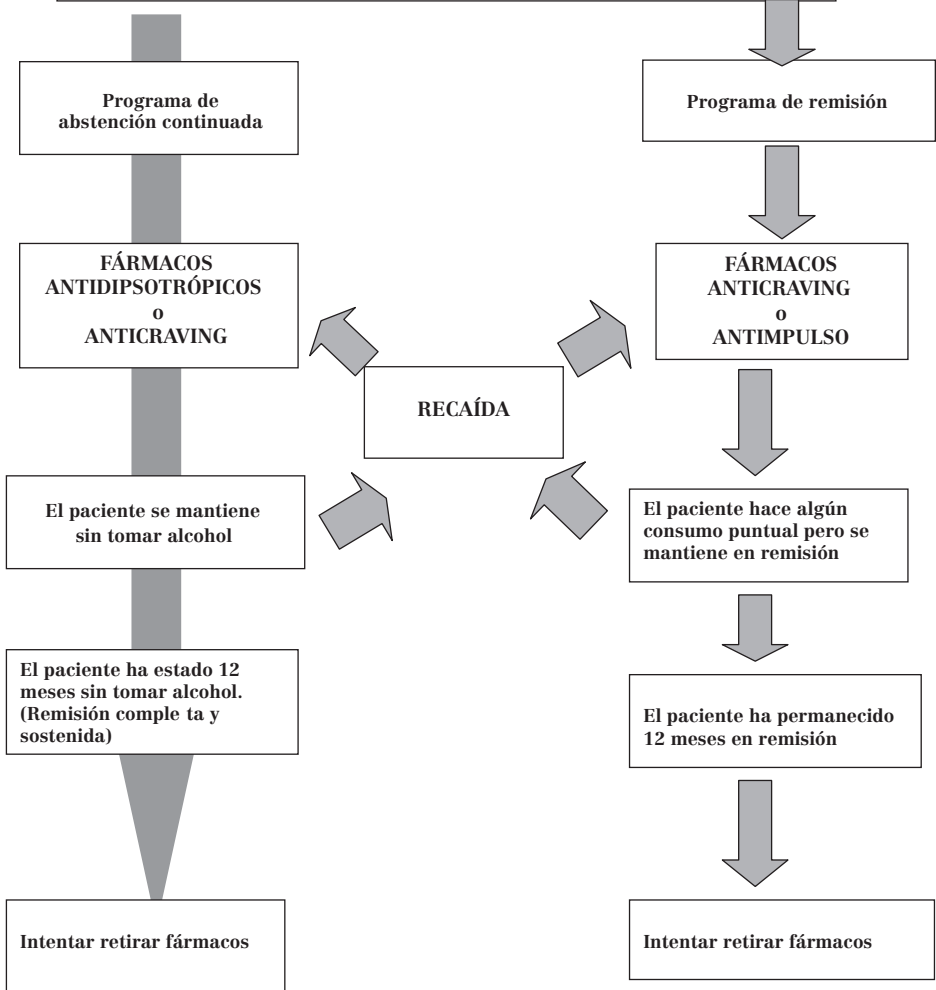 Programa de
abstención continuada
Programa de remisión
FÁRMACOS
ANTIDIPSOTRÓPICOS
o
ANTICRAVING
FÁRMACOS
ANTICRAVING
o
ANTIMPULSO
RECAÍDA
El paciente se mantiene
sin tomar alcohol
El paciente hace algún
consumo puntual pero se
mantiene en remisión
El paciente ha estado 12
meses sin tomar alcohol.
(Remisión comple ta y
sostenida)
El paciente ha permanecido
12 meses en remisión
Intentar retirar fármacos
Intentar retirar fármacos